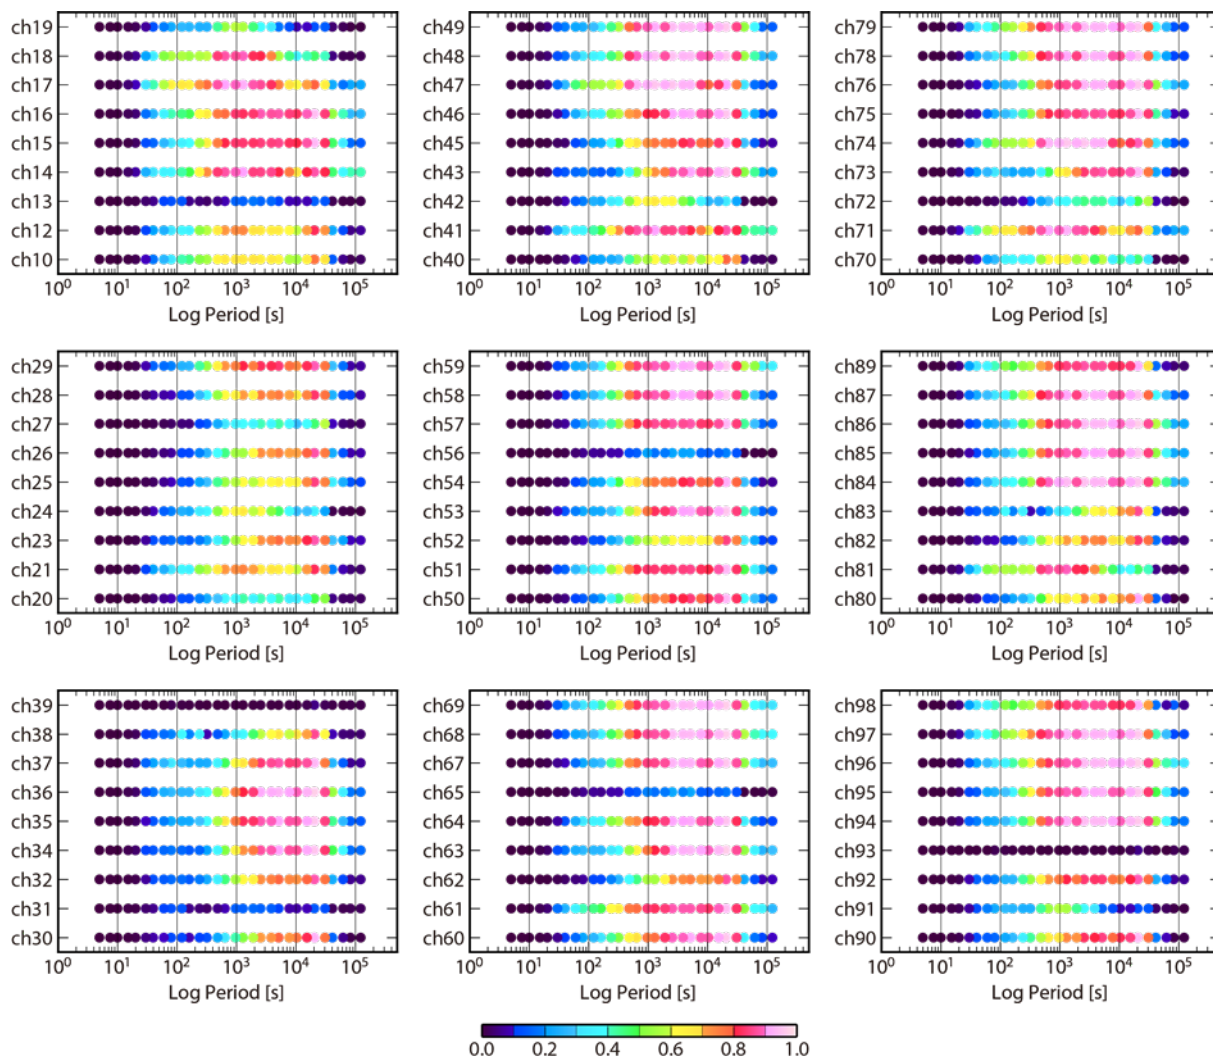 ch19
ch18
ch17
ch16
ch15
ch14
ch13
ch12
ch10
10⁰ 10¹ 10² 10³ 10⁴ 10⁵
Log Period [s]
ch49
ch48
ch47
ch46
ch45
ch43
ch42
ch41
ch40
10⁰ 10¹ 10² 10³ 10⁴ 10⁵
Log Period [s]
ch79
ch78
ch76
ch75
ch74
ch73
ch72
ch71
ch70
10⁰ 10¹ 10² 10³ 10⁴ 10⁵
Log Period [s]
ch29
ch28
ch27
ch26
ch25
ch24
ch23
ch21
ch20
10⁰ 10¹ 10² 10³ 10⁴ 10⁵
Log Period [s]
ch59
ch58
ch57
ch56
ch54
ch53
ch52
ch51
ch50
10⁰ 10¹ 10² 10³ 10⁴ 10⁵
Log Period [s]
ch89
ch87
ch86
ch85
ch84
ch83
ch82
ch81
ch80
10⁰ 10¹ 10² 10³ 10⁴ 10⁵
Log Period [s]
ch39
ch38
ch37
ch36
ch35
ch34
ch32
ch31
ch30
10⁰ 10¹ 10² 10³ 10⁴ 10⁵
Log Period [s]
ch69
ch68
ch67
ch65
ch64
ch63
ch62
ch61
ch60
10⁰ 10¹ 10² 10³ 10⁴ 10⁵
Log Period [s]
ch98
ch97
ch96
ch95
ch94
ch93
ch92
ch91
ch90
10⁰ 10¹ 10² 10³ 10⁴ 10⁵
Log Period [s]
0.0 0.2 0.4 0.6 0.8 1.0